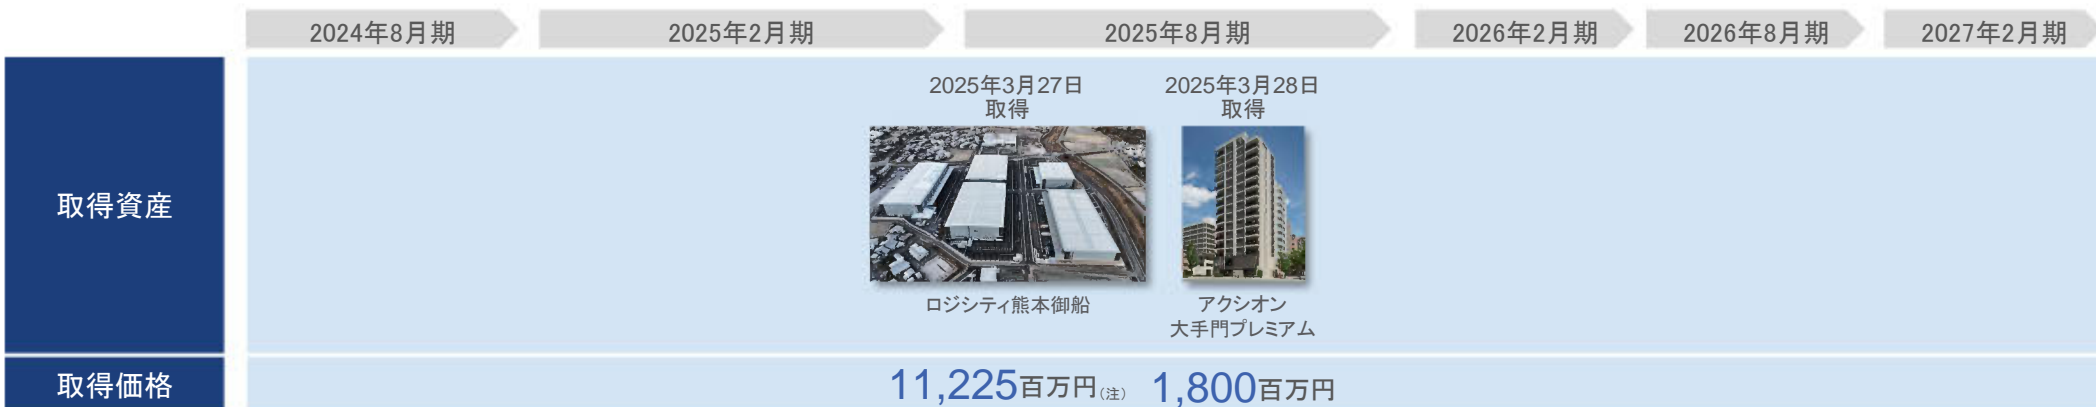 2024年8月期
2025年2月期
2025年8月期
2026年2月期
2026年8月期
2027年2月期
取得資産
2025年3月27日
取得
ロジシティ熊本御船
2025年3月28日
取得
アクシオン
大手門プレミアム
取得価格
11,225百万円(注)
1,800百万円